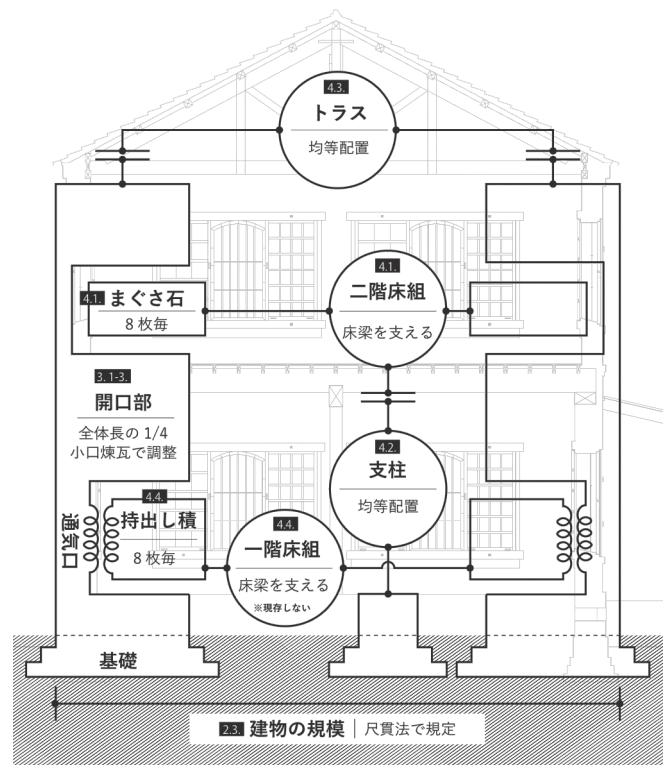 4.3.
トラス
均等配置
4.1. まぐさ石
8 枚毎
4.1.
二階床組
床梁を支える
3. 1-3.
開口部
全体長の 1/4
小口煉瓦で調整
4.2.
支柱
均等配置
通気口
4.4.
持出し積
8 枚毎
4.4.
一階床組
床梁を支える
※現存しない
基礎
2.3. 建物の規模 | 尺貫法で規定